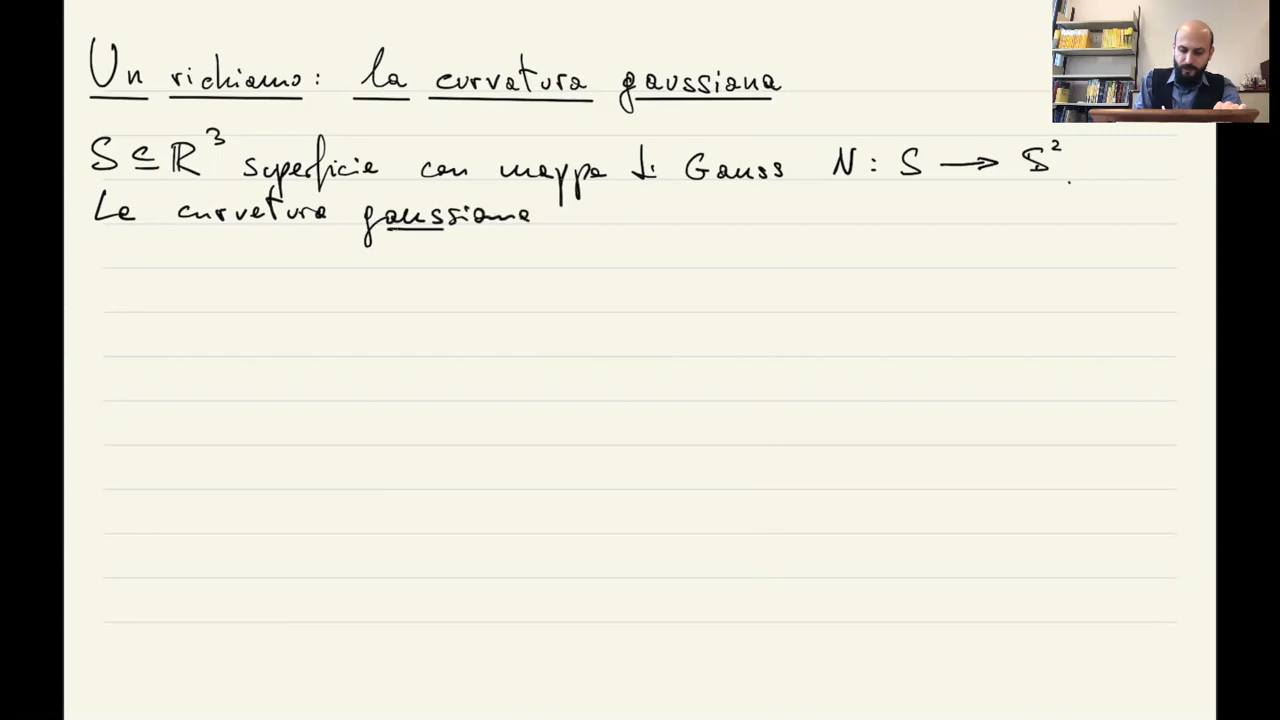 Un richiamo: la curvatura gaussiana
S ⊆ ℝ³ superficie con mappa di Gauss N : S → S².
La curvatura gaussiana